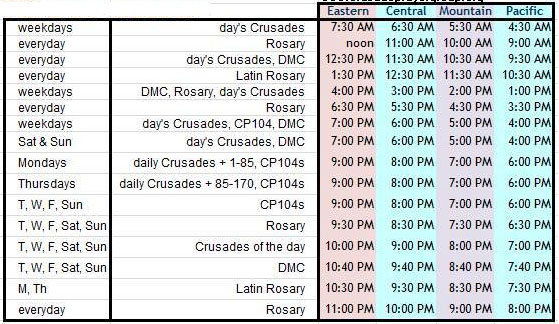 Eastern Central Mountain Pacific
weekdays day's Crusades 7:30 AM 6:30 AM 5:30 AM 4:30 AM
everyday Rosary noon 11:00 AM 10:00 AM 9:00 AM
everyday day's Crusades, DMC 12:30 PM 11:30 AM 10:30 AM 9:30 AM
everyday Latin Rosary 1:30 PM 12:30 PM 11:30 AM 10:30 AM
weekdays DMC, Rosary, day's Crusades 4:00 PM 3:00 PM 2:00 PM 1:00 PM
everyday Rosary 6:30 PM 5:30 PM 4:30 PM 3:30 PM
weekdays day's Crusades, CP104, DMC 7:00 PM 6:00 PM 5:00 PM 4:00 PM
Sat & Sun day's Crusades, DMC 7:00 PM 6:00 PM 5:00 PM 4:00 PM
Mondays daily Crusades + 1-85, CP104s 9:00 PM 8:00 PM 7:00 PM 6:00 PM
Thursdays daily Crusades + 85-170, CP104s 9:00 PM 8:00 PM 7:00 PM 6:00 PM
T, W, F, Sun CP104s 9:00 PM 8:00 PM 7:00 PM 6:00 PM
T, W, F, Sat, Sun Rosary 9:30 PM 8:30 PM 7:30 PM 6:30 PM
T, W, F, Sat, Sun Crusades of the day 10:00 PM 9:00 PM 8:00 PM 7:00 PM
T, W, F, Sat, Sun DMC 10:40 PM 9:40 PM 8:40 PM 7:40 PM
M, Th Latin Rosary 10:30 PM 9:30 PM 8:30 PM 7:30 PM
everyday Rosary 11:00 PM 10:00 PM 9:00 PM 8:00 PM